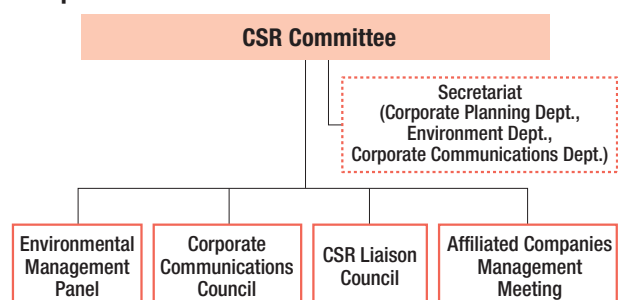 CSR Committee
Secretariat
(Corporate Planning Dept.,
Environment Dept.,
Corporate Communications Dept.)
Environmental
Management
Panel
Corporate
Communications
Council
CSR Liaison
Council
Affiliated Companies
Management
Meeting